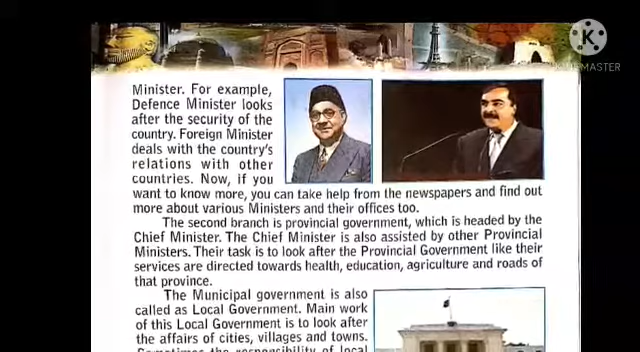 Minister. For example,
Defence Minister looks
after the security of the
country. Foreign Minister
deals with the country's
relations with other
countries. Now, if you
want to know more, you can take help from the newspapers and find out
more about various Ministers and their offices too.
The second branch is provincial government, which is headed by the
Chief Minister. The Chief Minister is also assisted by other Provincial
Ministers. Their task is to look after the Provincial Government like their
services are directed towards health, education, agriculture and roads of
that province.
The Municipal government is also
called as Local Government. Main work
of this Local Government is to look after
the affairs of cities, villages and towns.
Sometimes the responsibility of local
K
KINEMASTER